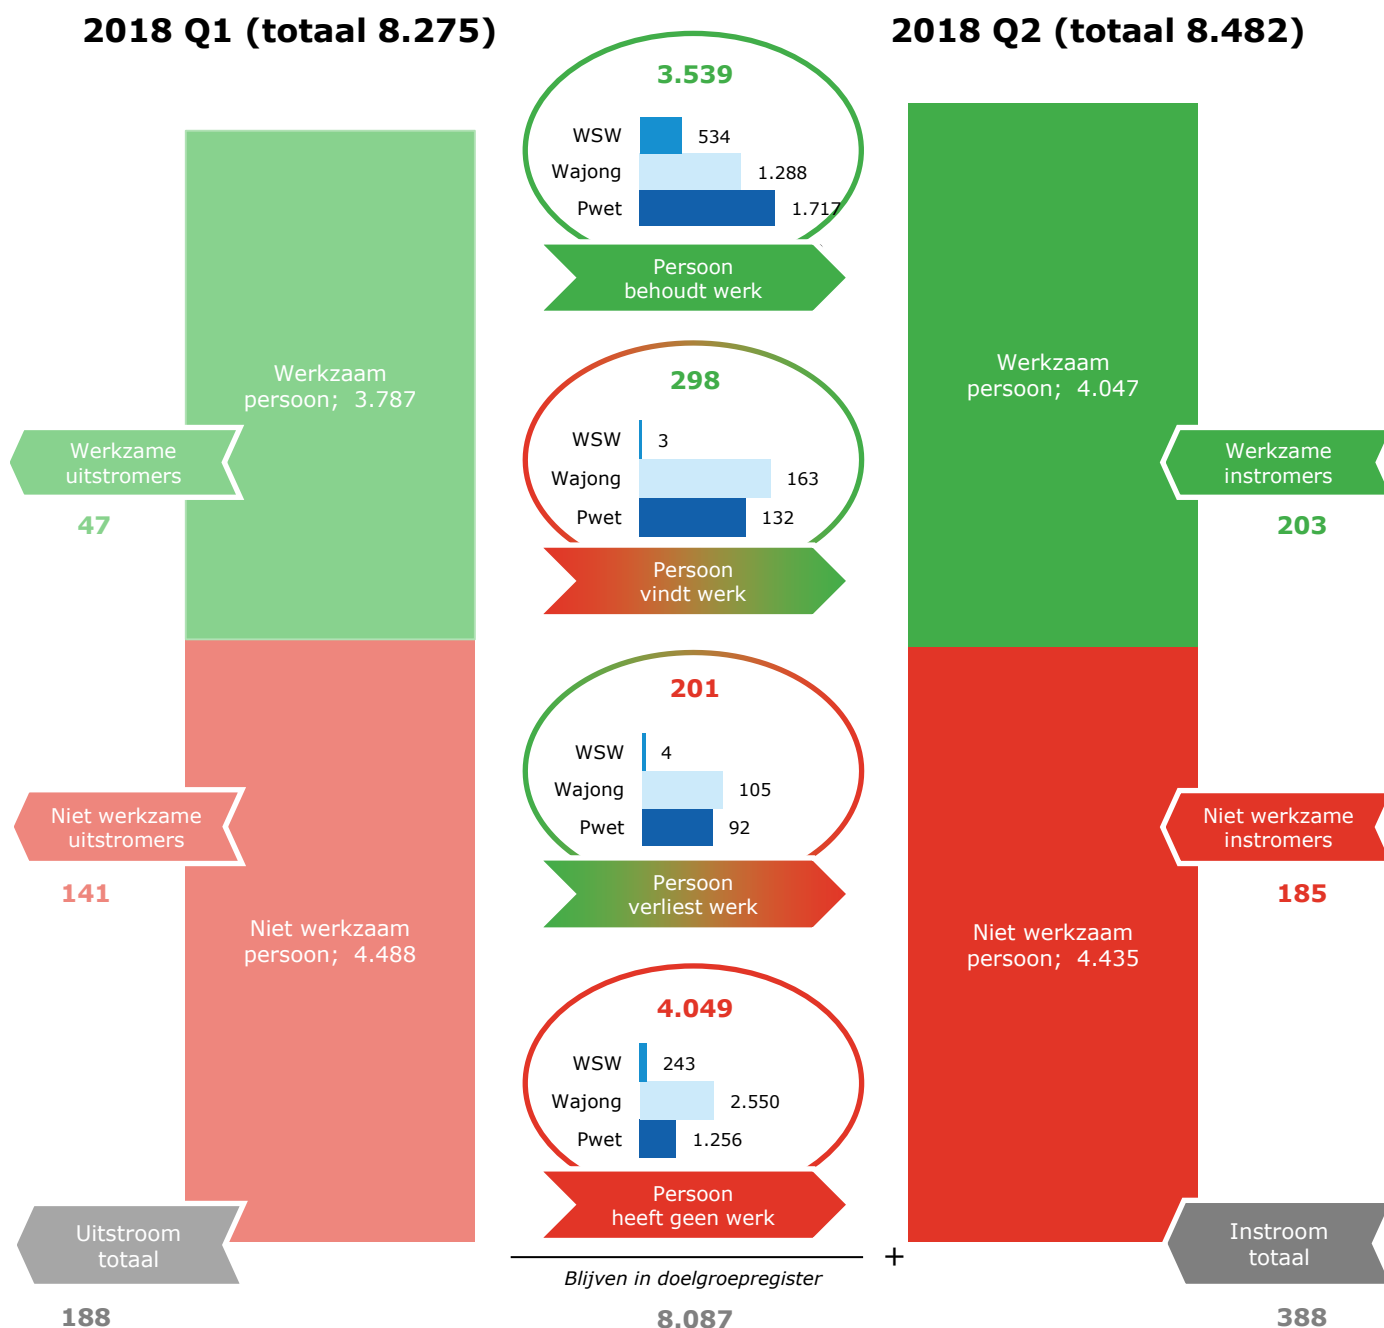 2018 Q1 (totaal 8.275)
2018 Q2 (totaal 8.482)
3.539
WSW 534
Wajong 1.288
Pwet 1.717
Persoon
behoudt werk
Werkzaam
persoon; 3.787
Werkzaam
persoon; 4.047
298
WSW 3
Wajong 163
Pwet 132
Persoon
vindt werk
Werkzame
uitstromers
47
Werkzame
instromers
203
201
WSW 4
Wajong 105
Pwet 92
Persoon
verliest werk
Niet werkzame
uitstromers
141
Niet werkzame
instromers
185
Niet werkzaam
persoon; 4.488
Niet werkzaam
persoon; 4.435
4.049
WSW 243
Wajong 2.550
Pwet 1.256
Persoon
heeft geen werk
Uitstroom
totaal
188
+
Blijven in doelgroepregister
8.087
Instroom
totaal
388